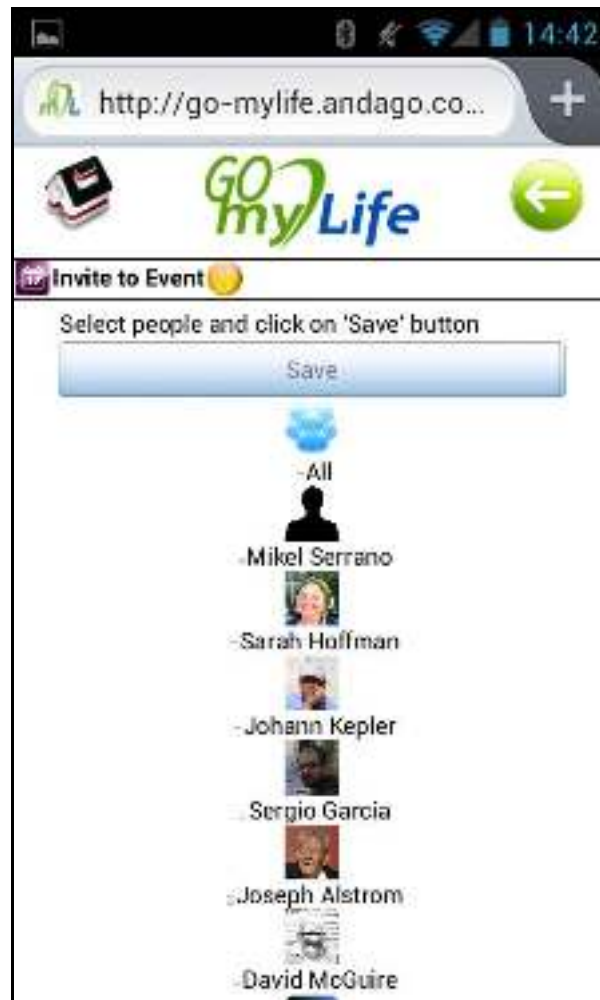 14:42
http://go-mylife.andago.co...
GO
my Life
17 Invite to Event
Select people and click on 'Save' button
Save
-All
-Mikel Serrano
-Sarah Hoffman
-Johann Kepler
-Sergio Garcia
-Joseph Alstrom
-David McGuire